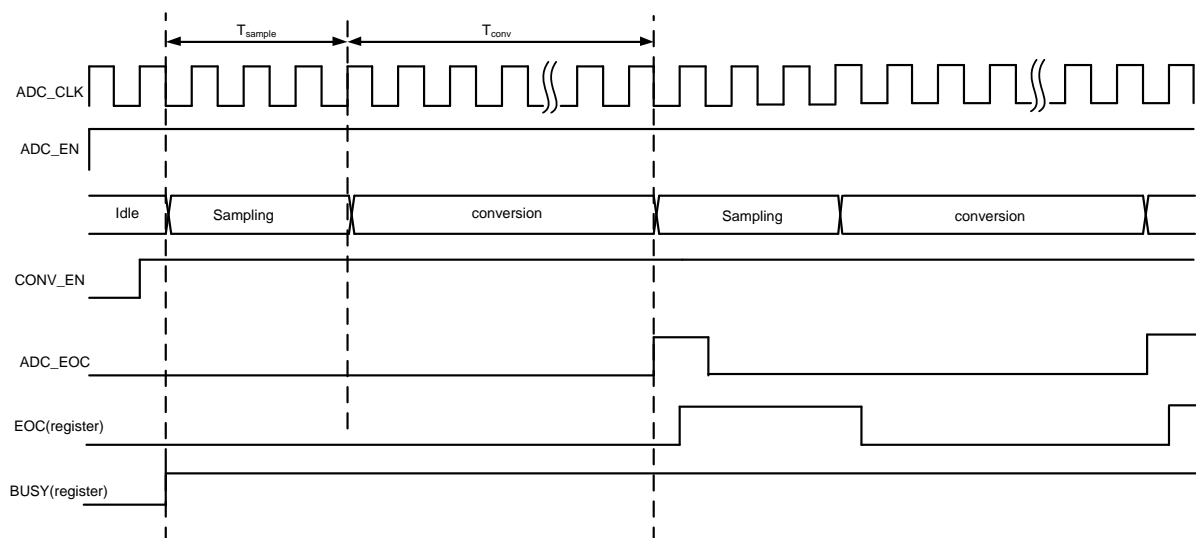 Tsample Tconv
ADC_CLK
ADC_EN
Idle Sampling conversion Sampling conversion
CONV_EN
ADC_EOC
EOC(register)
BUSY(register)